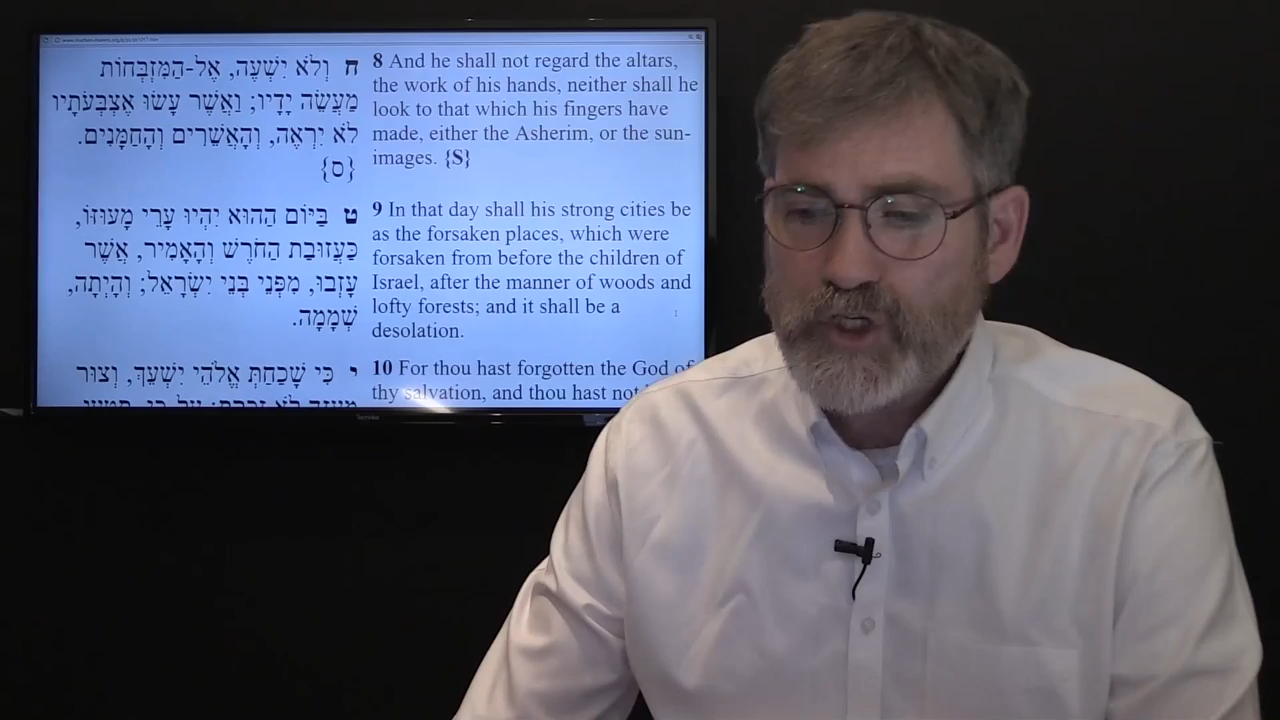 ח וְלֹא יִשְׁעֶה, אֶל-הַמִּזְבְּחוֹת
מַעֲשֵׂה יָדָיו; וַאֲשֶׁר עָשׂוּ אֶצְבְּעֹתָיו
לֹא יִרְאֶה, וְהָאֲשֵׁרִים וְהָחַמָּנִים.
{ס}
8 And he shall not regard the altars,
the work of his hands, neither shall he
look to that which his fingers have
made, either the Asherim, or the sun-
images. {S}
ט בַּיּוֹם הַהוּא יִהְיוּ עָרֵי מָעוּזּוֹ,
כַּעֲזוּבַת הַחֹרֶשׁ וְהָאָמִיר, אֲשֶׁר
עָזְבוּ, מִפְּנֵי בְּנֵי יִשְׂרָאֵל; וְהָיְתָה,
שְׁמָמָה.
9 In that day shall his strong cities be
as the forsaken places, which were
forsaken from before the children of
Israel, after the manner of woods and
lofty forests; and it shall be a
desolation.
י כִּי שָׁכַחַתְּ אֱלֹהֵי יִשְׁעֵךְ, וְצוּר
10 For thou hast forgotten the God of
thy salvation, and thou hast not